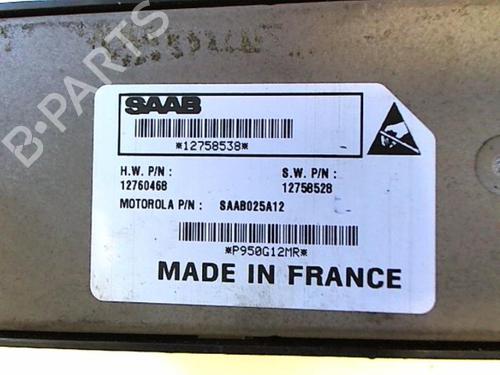 B-PARTS
SAAB
*12758538*
H.W. P/N : S.W. P/N :
12760468 12758528
MOTOROLA P/N : SAAB025A12
*P950G12MR*
MADE IN FRANCE